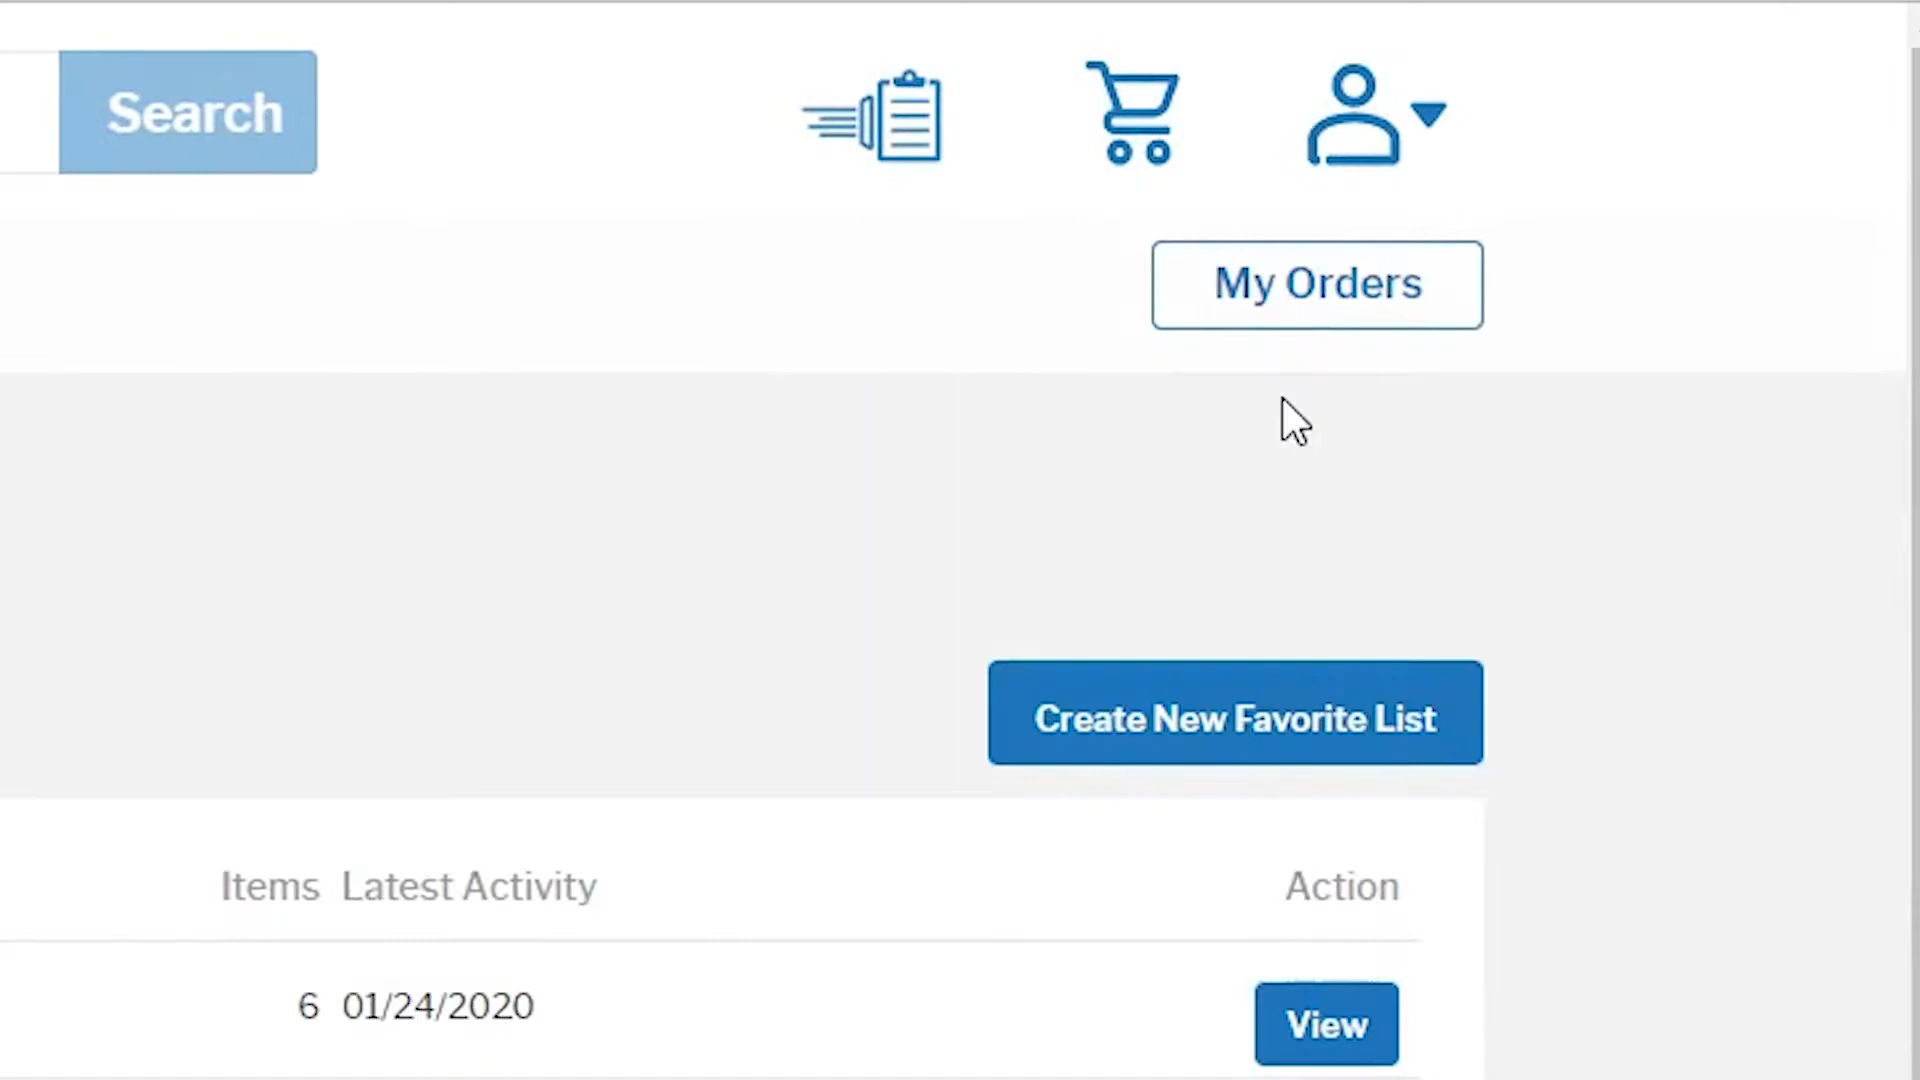 Search
My Orders
Create New Favorite List
Items Latest Activity Action
6 01/24/2020 View